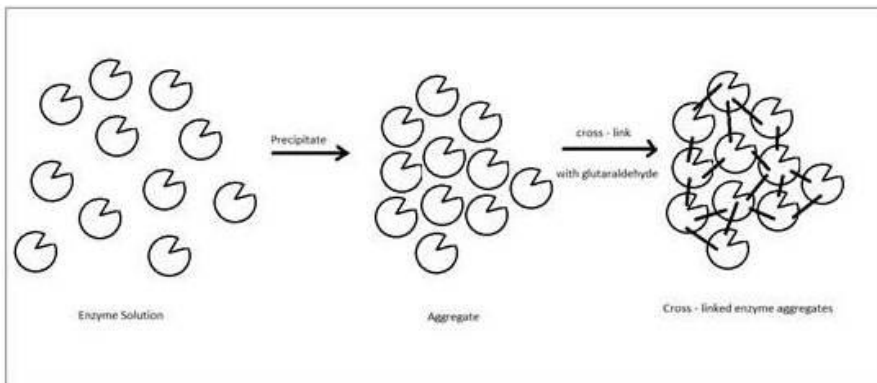 Precipitate
cross - link
with glutaraldehyde
Enzyme Solution
Aggregate
Cross - linked enzyme aggregates